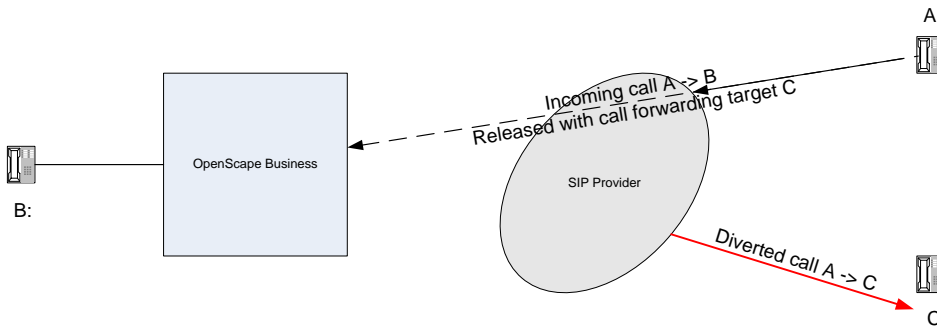 A
Incoming call A -> B
Released with call forwarding target C
OpenScape Business
SIP Provider
B:
Diverted call A -> C
C